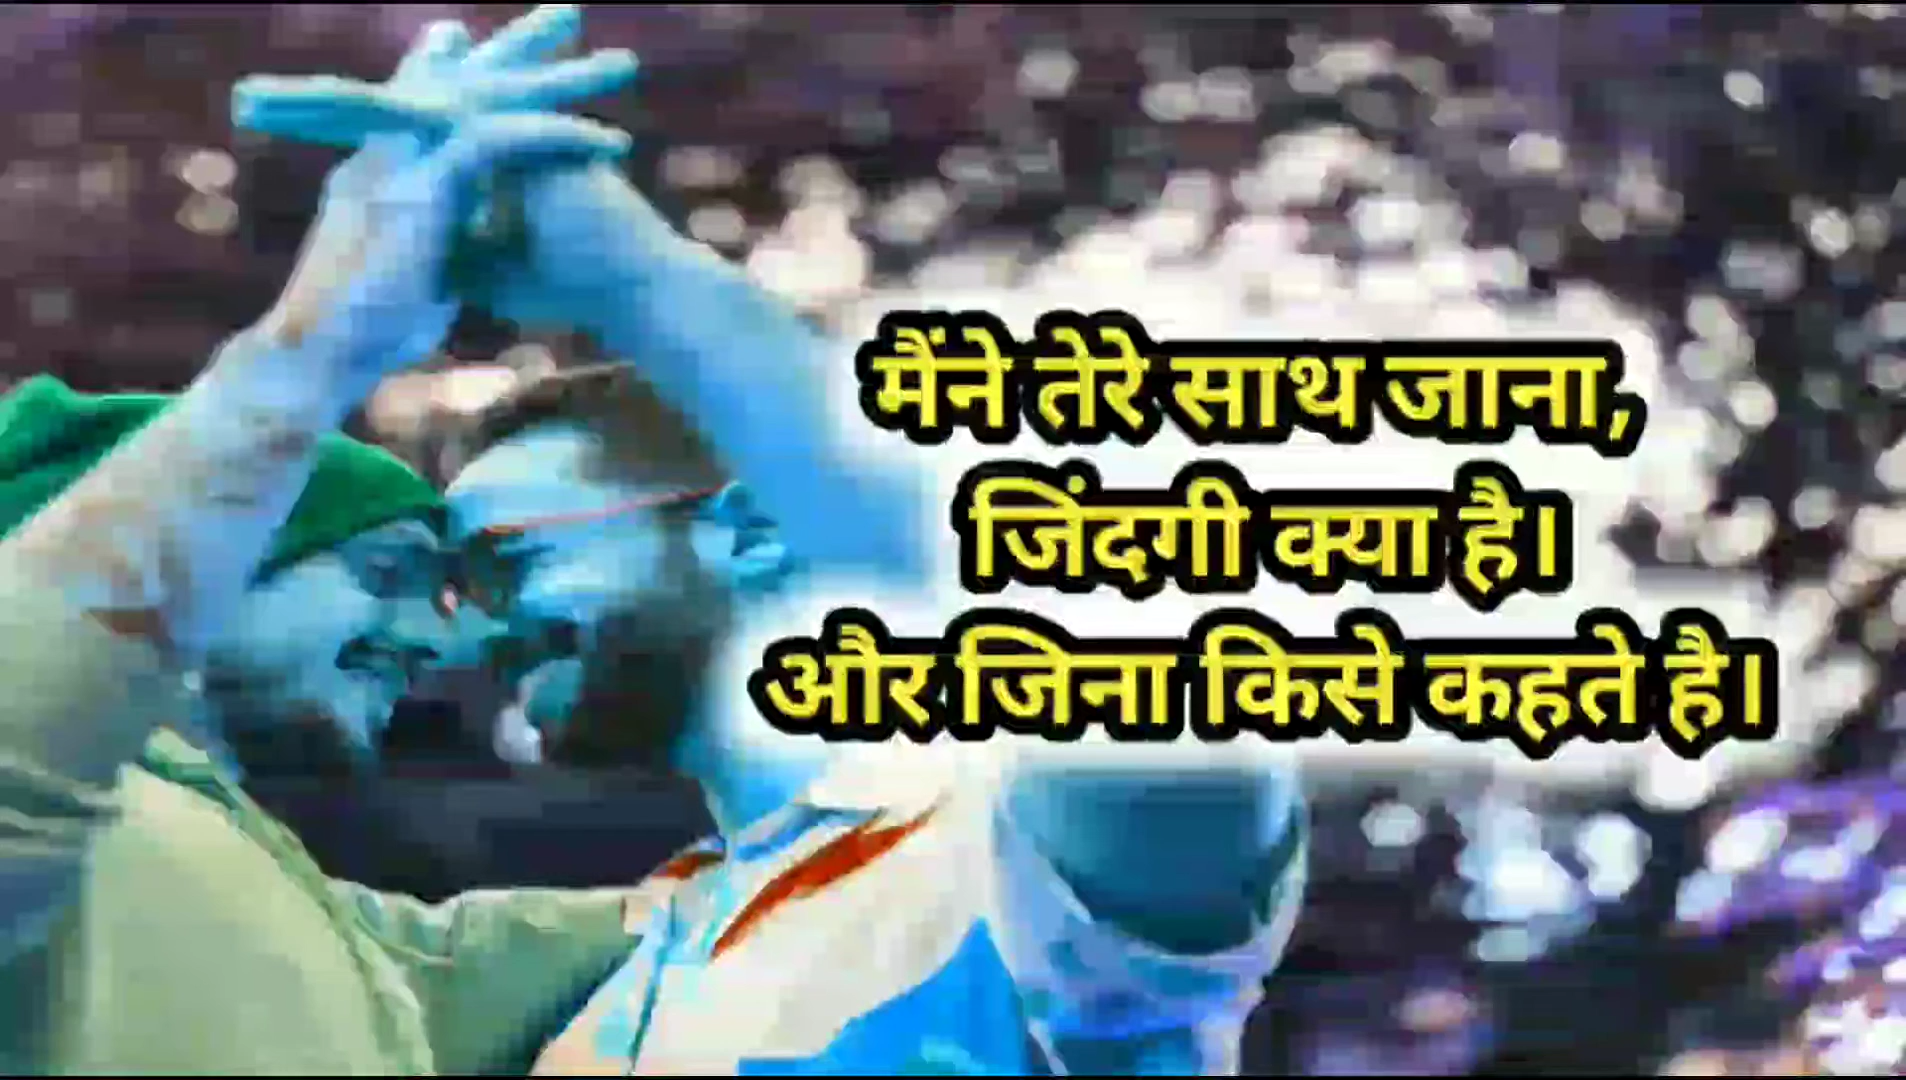 मैंने तेरे साथ जाना,
जिंदगी क्या है।
और जिना किसे कहते है।